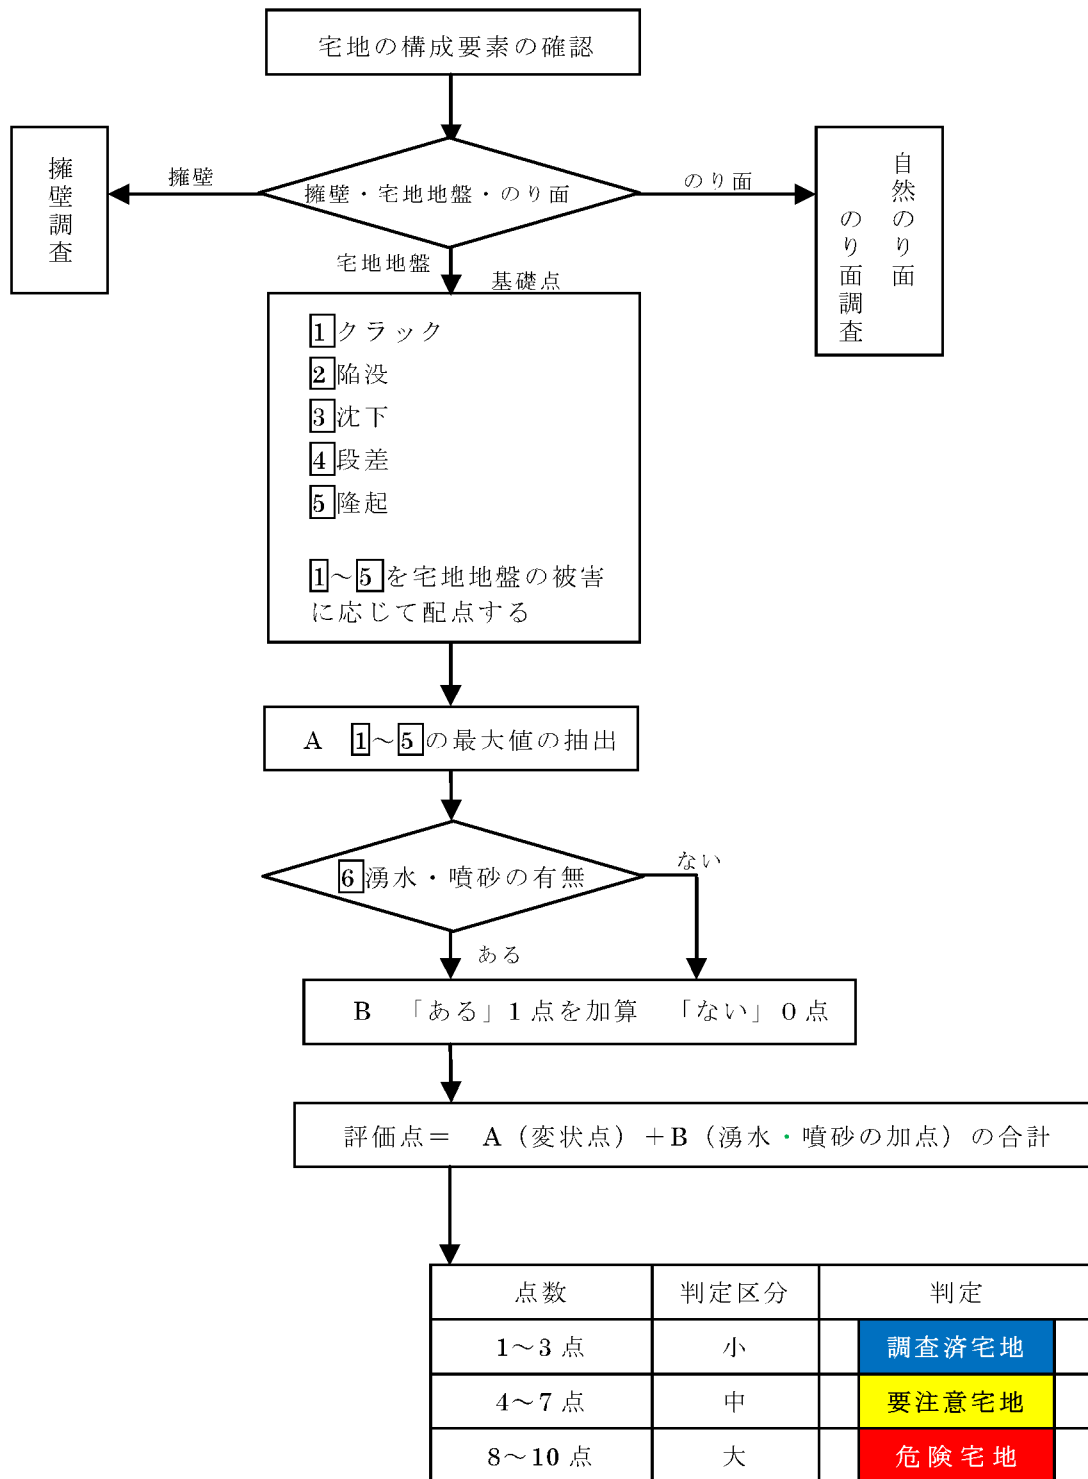 宅地の構成要素の確認
擁壁・宅地地盤・のり面
擁壁
擁壁調査
のり面
自然のり面
のり面調査
宅地地盤
基礎点
1クラック
2陥没
3沈下
4段差
5隆起
1～5を宅地地盤の被害
に応じて配点する
A 1～5の最大値の抽出
6湧水・噴砂の有無
ない
ある
B 「ある」1点を加算 「ない」0点
評価点＝ A（変状点）＋B（湧水・噴砂の加点）の合計
点数 判定区分 判定
1～3点 小 調査済宅地
4～7点 中 要注意宅地
8～10点 大 危険宅地